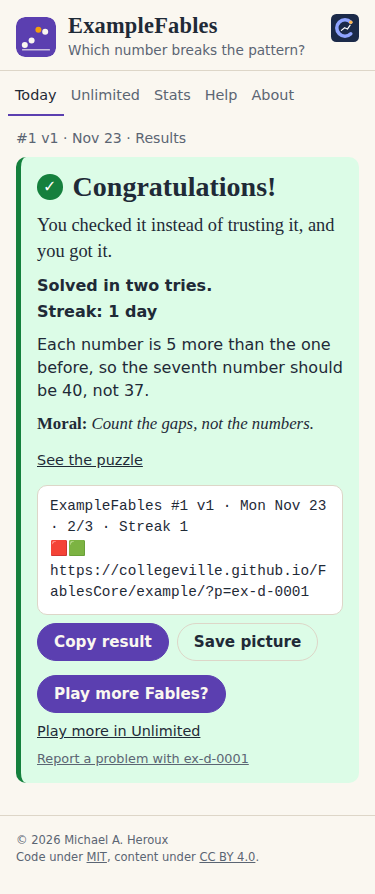 ExampleFables
Which number breaks the pattern?
Today Unlimited Stats Help About
#1 v1 · Nov 23 · Results
✓ Congratulations!
You checked it instead of trusting it, and
you got it.
Solved in two tries.
Streak: 1 day
Each number is 5 more than the one
before, so the seventh number should
be 40, not 37.
Moral: Count the gaps, not the numbers.
See the puzzle
ExampleFables #1 v1 · Mon Nov 23
· 2/3 · Streak 1
🟥🟩
https://collegeville.github.io/F
ablesCore/example/?p=ex-d-0001
Copy result Save picture
Play more Fables?
Play more in Unlimited
Report a problem with ex-d-0001
© 2026 Michael A. Heroux
Code under MIT, content under CC BY 4.0.